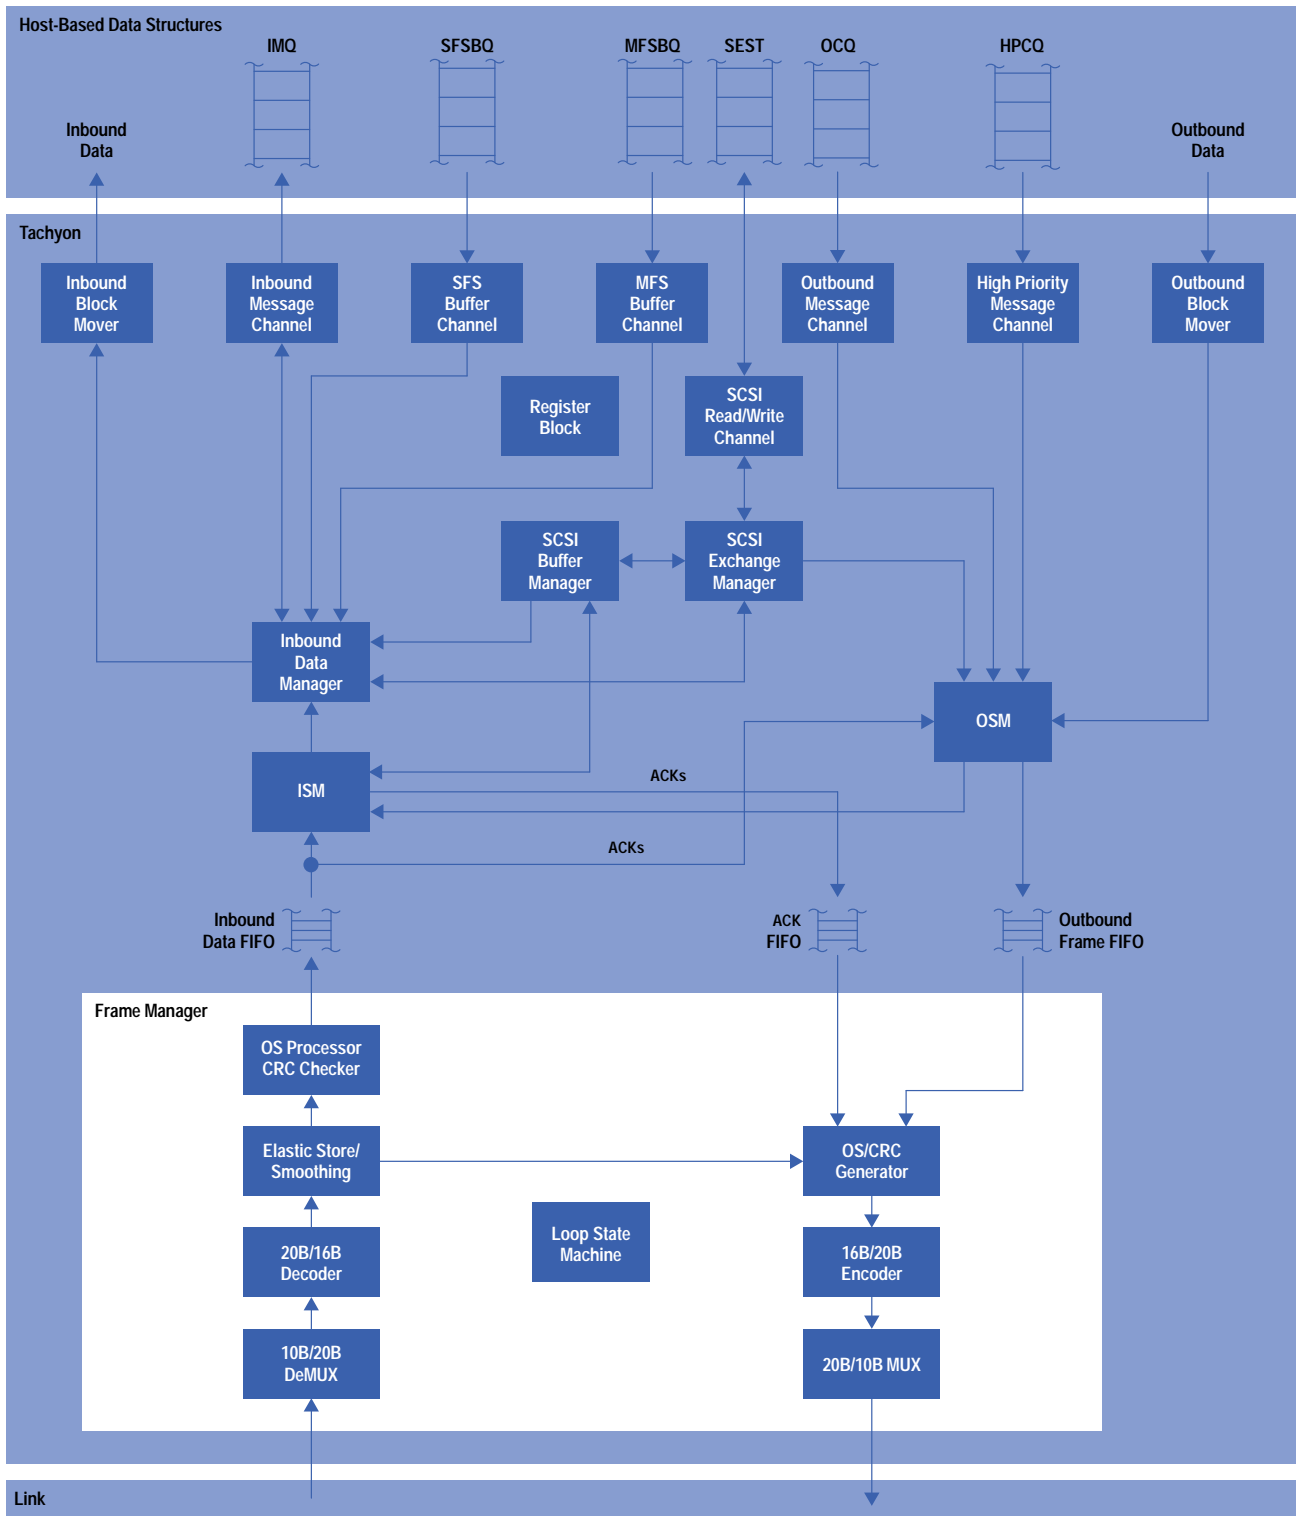 Host-Based Data Structures
IMQ
SFSBQ
MFSBQ
SEST
OCQ
HPCQ
Inbound
Data
Outbound
Data
Tachyon
Inbound
Block
Mover
Inbound
Message
Channel
SFS
Buffer
Channel
MFS
Buffer
Channel
Outbound
Message
Channel
High Priority
Message
Channel
Outbound
Block
Mover
Register
Block
SCSI
Read/Write
Channel
SCSI
Buffer
Manager
SCSI
Exchange
Manager
Inbound
Data
Manager
OSM
ISM
ACKs
ACKs
Inbound
Data FIFO
ACK
FIFO
Outbound
Frame FIFO
Frame Manager
OS Processor
CRC Checker
Elastic Store/
Smoothing
OS/CRC
Generator
Loop State
Machine
20B/16B
Decoder
16B/20B
Encoder
10B/20B
DeMUX
20B/10B MUX
Link